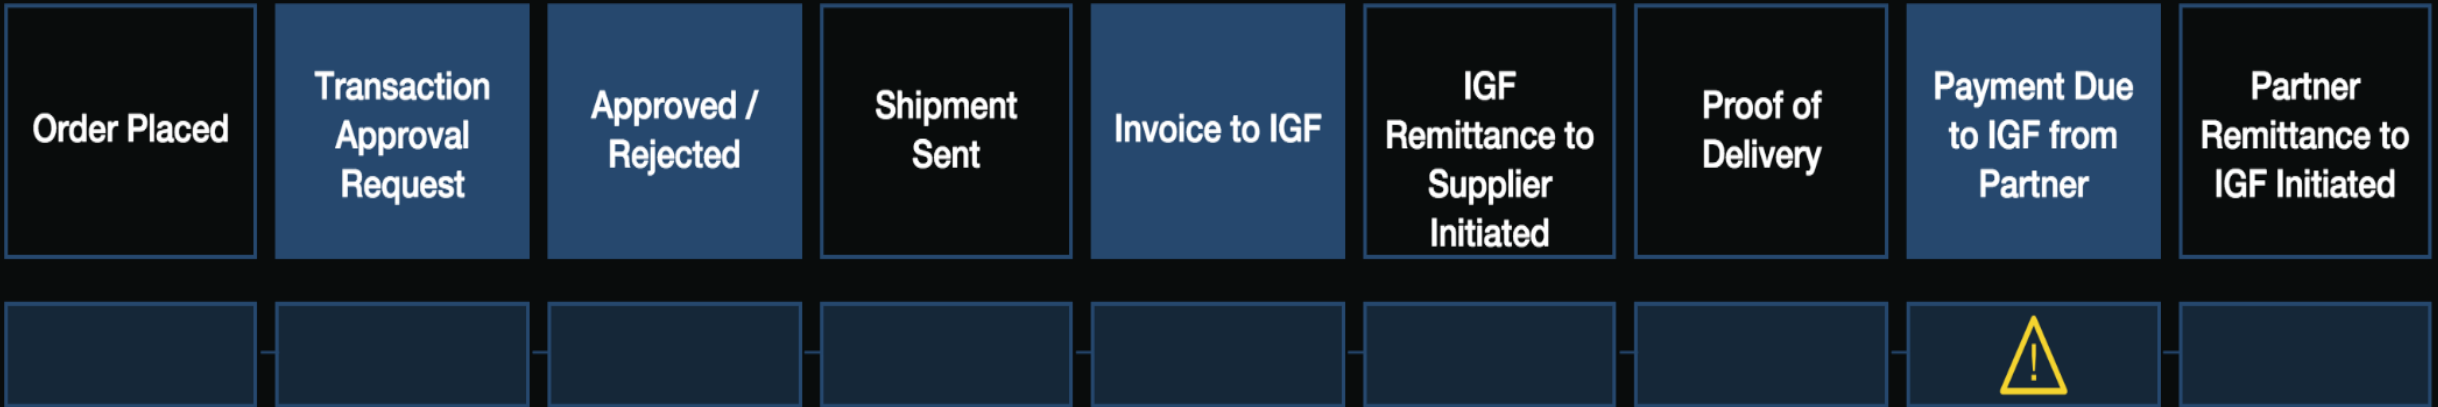 Order Placed
Transaction
Approval
Request
Approved /
Rejected
Shipment
Sent
Invoice to IGF
IGF
Remittance to
Supplier
Initiated
Proof of
Delivery
Payment Due
to IGF from
Partner
Partner
Remittance to
IGF Initiated
!